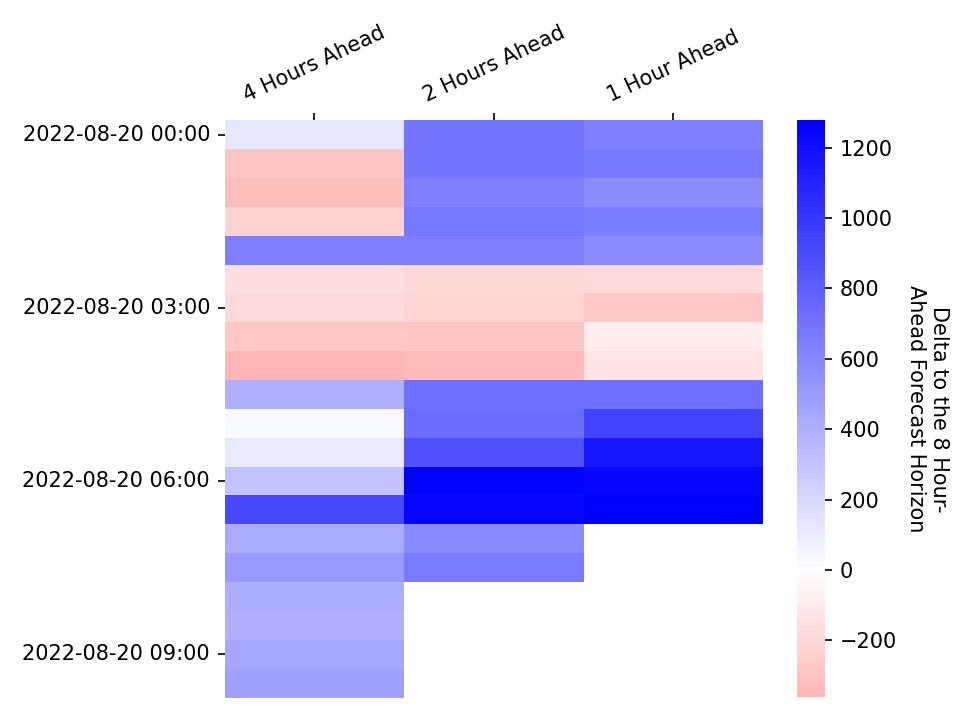 4 Hours Ahead
2 Hours Ahead
1 Hour Ahead
2022-08-20 00:00
2022-08-20 03:00
2022-08-20 06:00
2022-08-20 09:00
1200
1000
800
600
400
200
0
−200
Delta to the 8 Hour-
Ahead Forecast Horizon